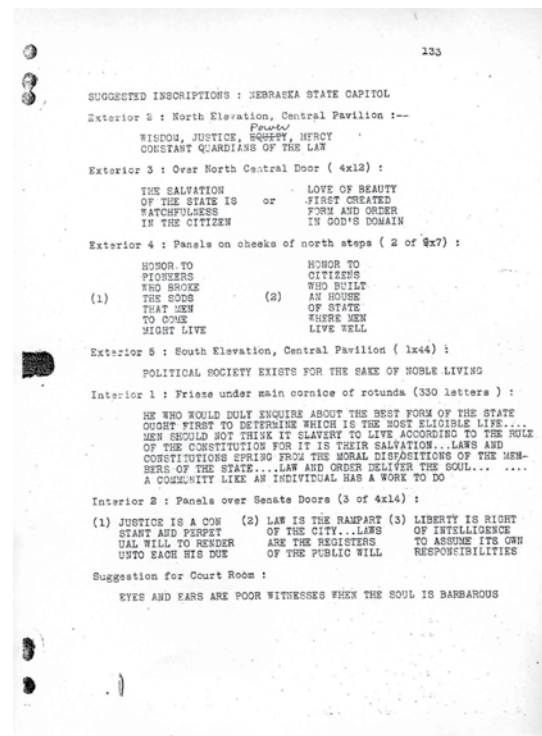 133
SUGGESTED INSCRIPTIONS : NEBRASKA STATE CAPITOL
Exterior 2 : North Elevation, Central Pavilion :--
Power
WISDOM, JUSTICE, EQUITY, MERCY
CONSTANT GUARDIANS OF THE LAW
Exterior 3 : Over North Central Door ( 4x12) :
THE SALVATION LOVE OF BEAUTY
OF THE STATE IS or FIRST CREATED
WATCHFULNESS FORM AND ORDER
IN THE CITIZEN IN GOD'S DOMAIN
Exterior 4 : Panels on cheeks of north steps ( 2 of 9x7) :
HONOR TO HONOR TO
PIONEERS CITIZENS
WHO BROKE WHO BUILT
(1) THE SODS (2) AN HOUSE
THAT MEN OF STATE
TO COME WHERE MEN
MIGHT LIVE LIVE WELL
Exterior 5 : South Elevation, Central Pavilion ( 1x44) :
POLITICAL SOCIETY EXISTS FOR THE SAKE OF NOBLE LIVING
Interior 1 : Frieze under main cornice of rotunda (330 letters ) :
HE WHO WOULD DULY ENQUIRE ABOUT THE BEST FORM OF THE STATE
OUGHT FIRST TO DETERMINE WHICH IS THE MOST ELIGIBLE LIFE....
MEN SHOULD NOT THINK IT SLAVERY TO LIVE ACCORDING TO THE RULE
OF THE CONSTITUTION FOR IT IS THEIR SALVATION...LAWS AND
CONSTITUTIONS SPRING FROM THE MORAL DISPOSITIONS OF THE MEM-
BERS OF THE STATE....LAW AND ORDER DELIVER THE SOUL... ....
A COMMUNITY LIKE AN INDIVIDUAL HAS A WORK TO DO
Interior 2 : Panels over Senate Doors (3 of 4x14) :
(1) JUSTICE IS A CON (2) LAW IS THE RAMPART (3) LIBERTY IS RIGHT
STANT AND PERPET OF THE CITY...LAWS OF INTELLIGENCE
UAL WILL TO RENDER ARE THE REGISTERS TO ASSUME ITS OWN
UNTO EACH HIS DUE OF THE PUBLIC WILL RESPONSIBILITIES
Suggestion for Court Room :
EYES AND EARS ARE POOR WITNESSES WHEN THE SOUL IS BARBAROUS